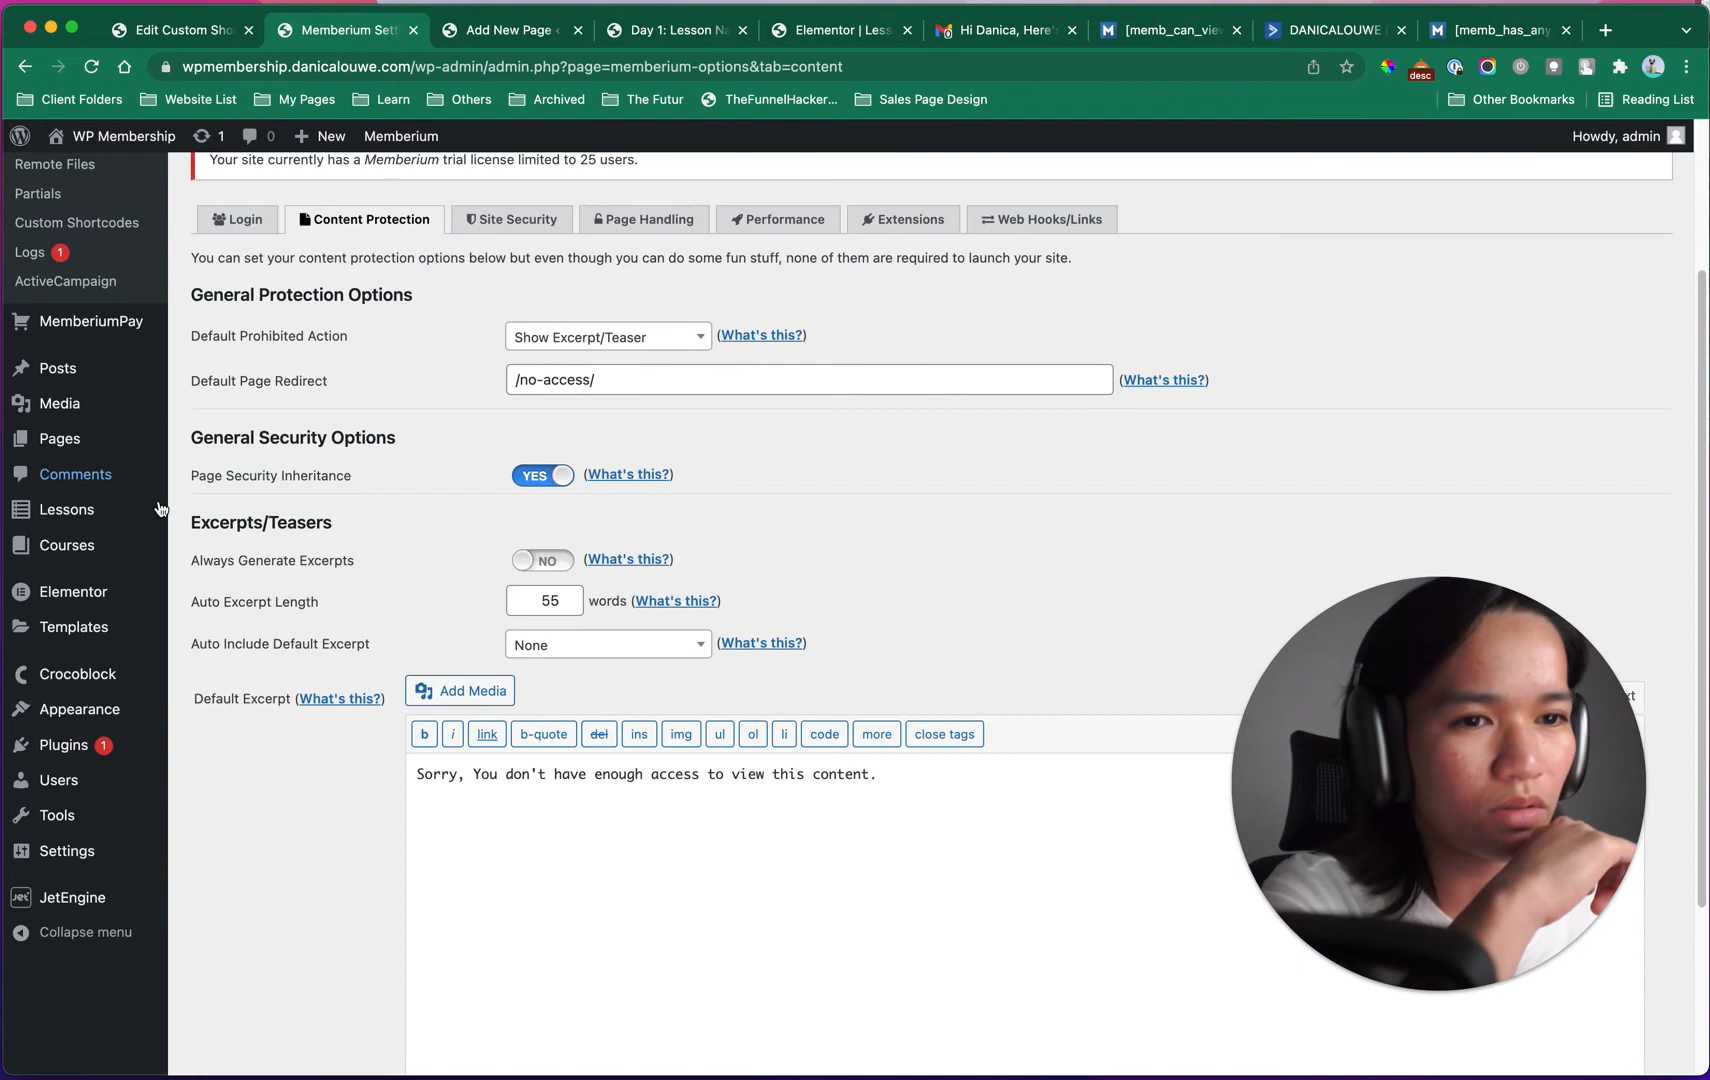 Edit Custom Sho
Memberium Sett
Add New Page
Day 1: Lesson Na
Elementor | Less
Hi Danica, Here's
[memb_can_view
DANICALOUWE
[memb_has_any
wpmembership.danicalouwe.com/wp-admin/admin.php?page=memberium-options&tab=content
desc
Client Folders
Website List
My Pages
Learn
Others
Archived
The Futur
TheFunnelHacker...
Sales Page Design
Other Bookmarks
Reading List
WP Membership
1
0
New
Memberium
Howdy, admin
Remote Files
Partials
Custom Shortcodes
Logs 1
ActiveCampaign
MemberiumPay
Posts
Media
Pages
Comments
Lessons
Courses
Elementor
Templates
Crocoblock
Appearance
Plugins 1
Users
Tools
Settings
Jet JetEngine
Collapse menu
Your site currently has a Memberium trial license limited to 25 users.
Login
Content Protection
Site Security
Page Handling
Performance
Extensions
Web Hooks/Links
You can set your content protection options below but even though you can do some fun stuff, none of them are required to launch your site.
General Protection Options
Default Prohibited Action Show Excerpt/Teaser (What's this?)
Default Page Redirect /no-access/ (What's this?)
General Security Options
Page Security Inheritance YES (What's this?)
Excerpts/Teasers
Always Generate Excerpts NO (What's this?)
Auto Excerpt Length 55 words (What's this?)
Auto Include Default Excerpt None (What's this?)
Default Excerpt (What's this?)
Add Media
b i link b-quote del ins img ul ol li code more close tags
Sorry, You don't have enough access to view this content.